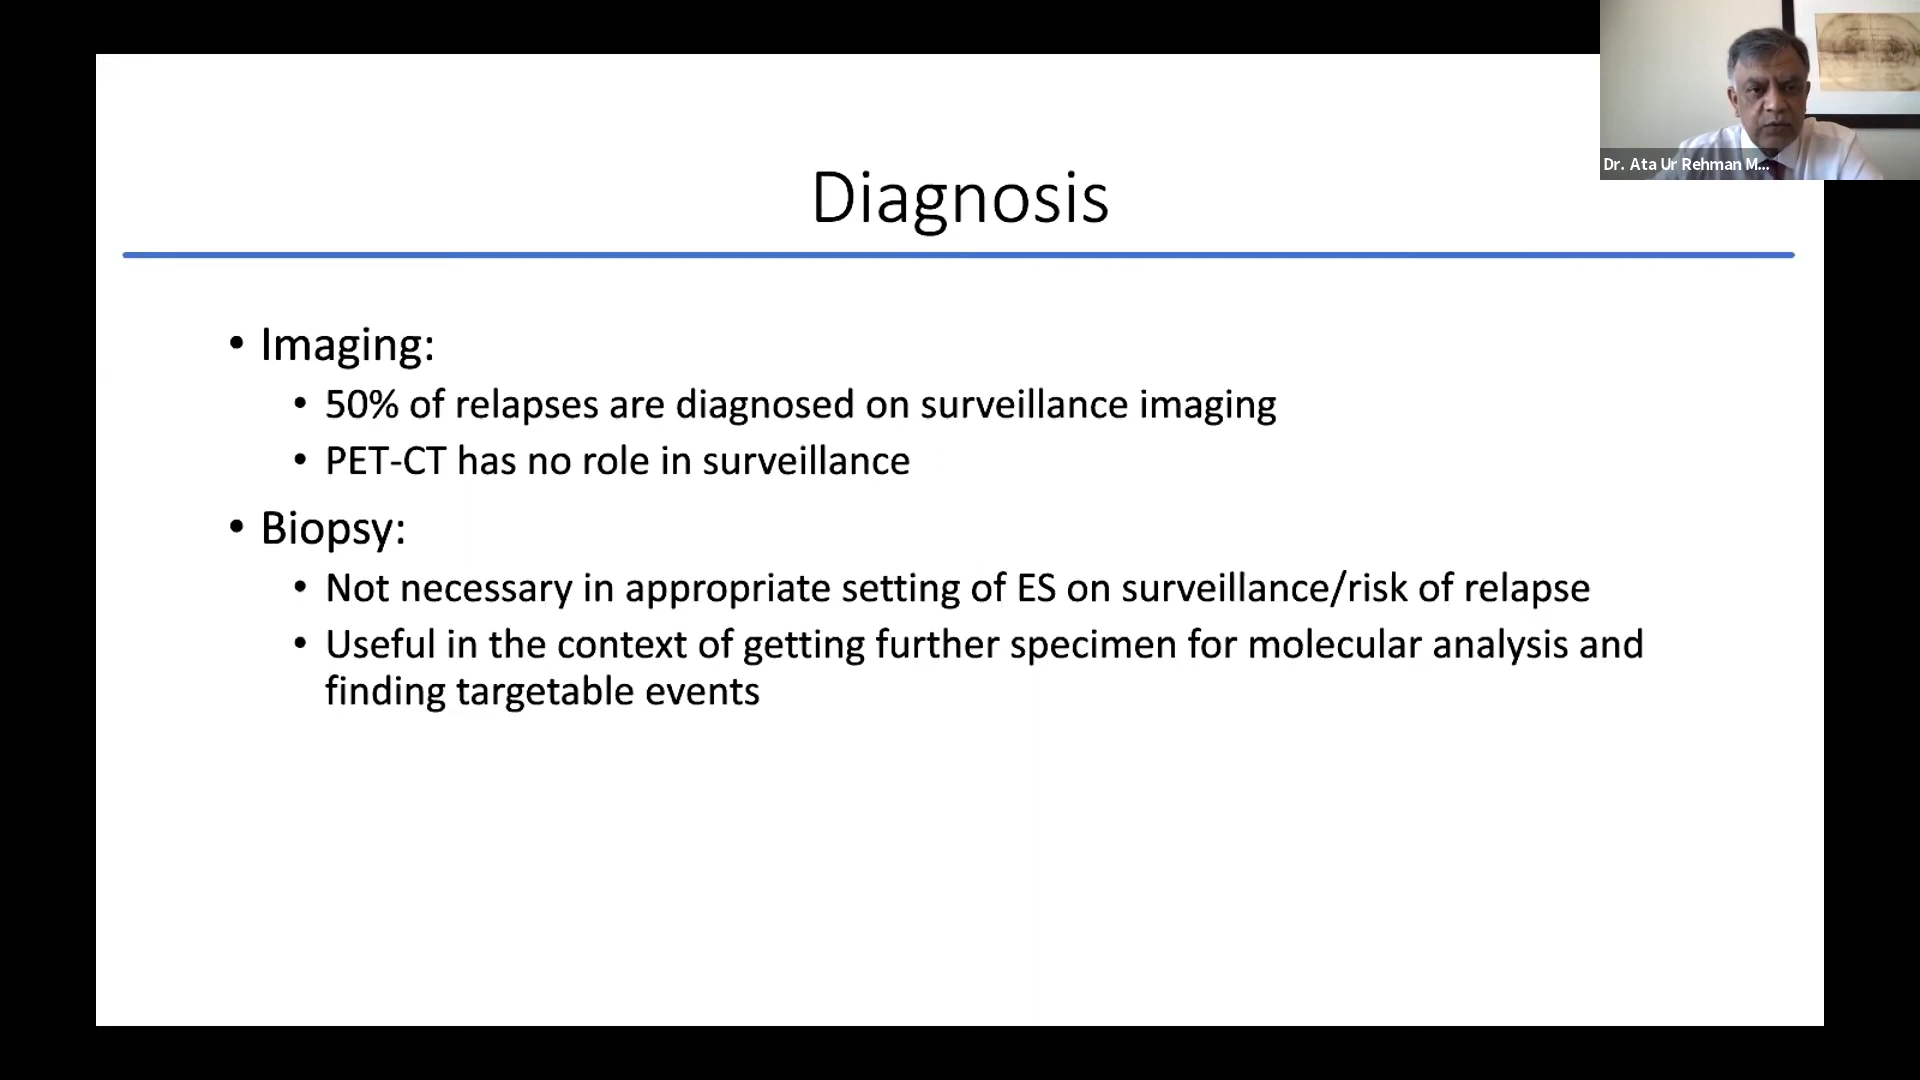 Dr. Ata Ur Rehman M...
Diagnosis
• Imaging:
• 50% of relapses are diagnosed on surveillance imaging
• PET-CT has no role in surveillance
• Biopsy:
• Not necessary in appropriate setting of ES on surveillance/risk of relapse
• Useful in the context of getting further specimen for molecular analysis and
finding targetable events